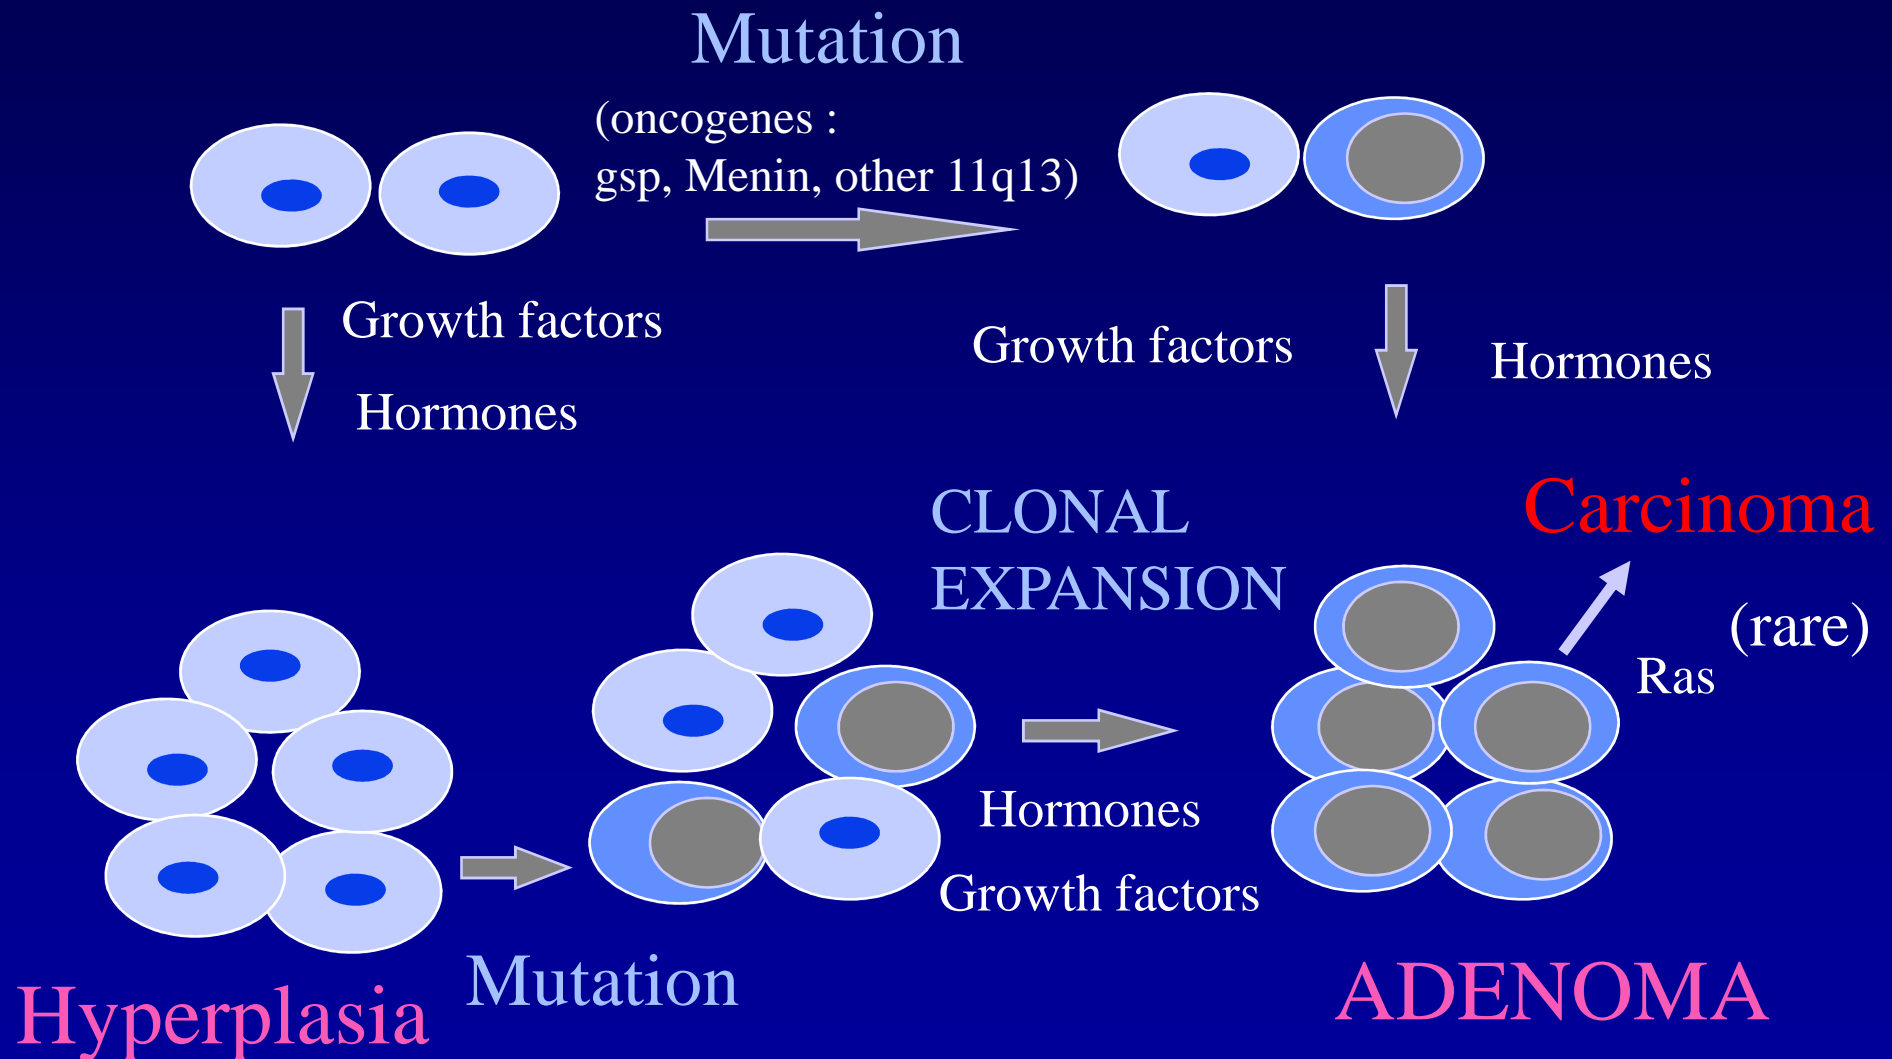 Mutation
(oncogenes :
gsp, Menin, other 11q13)
Growth factors
Hormones
Growth factors
Hormones
CLONAL
EXPANSION
Carcinoma
(rare)
Ras
Hormones
Growth factors
Hyperplasia
Mutation
ADENOMA